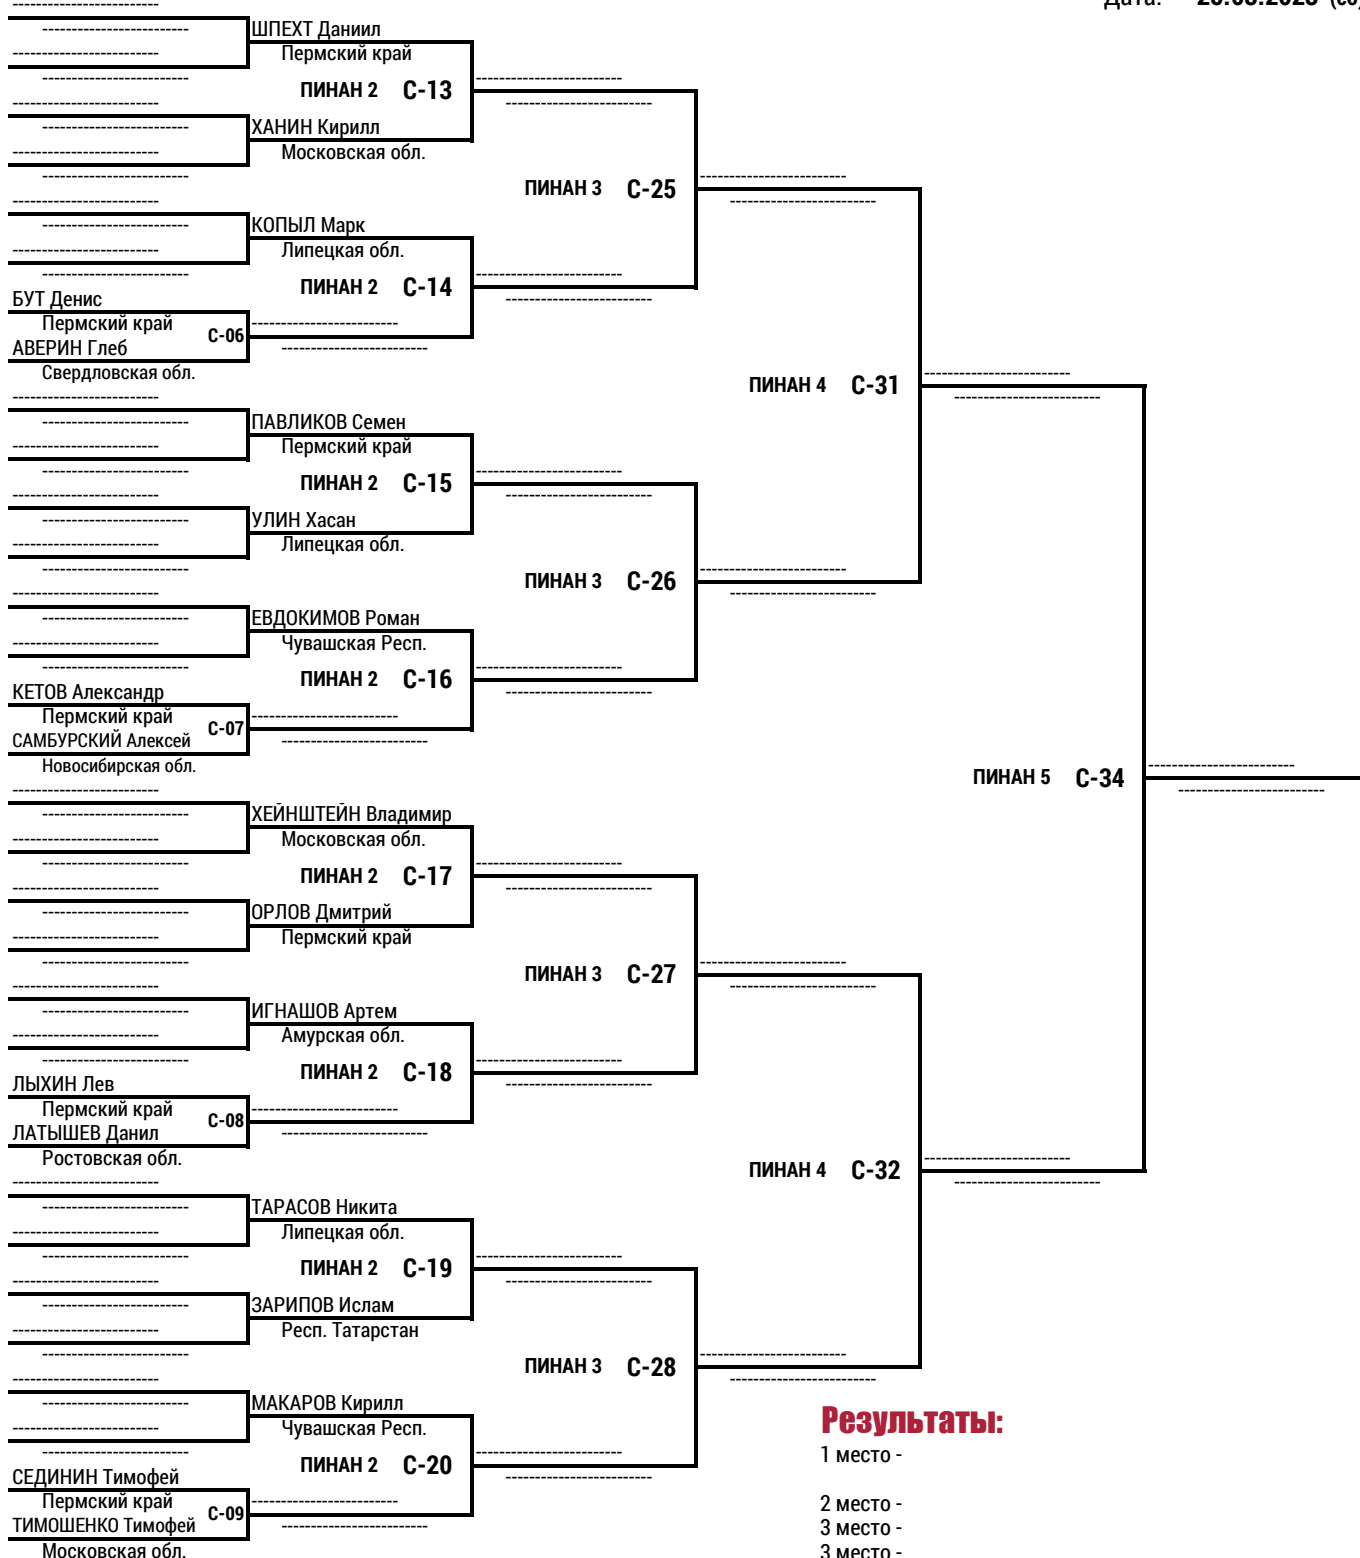 ШПЕХТ Даниил
Пермский край
ПИНАН 2 C-13
ХАНИН Кирилл
Московская обл.
ПИНАН 3 C-25
КОПЫЛ Марк
Липецкая обл.
ПИНАН 2 C-14
БУТ Денис
Пермский край
C-06
АВЕРИН Глеб
Свердловская обл.
ПИНАН 4 C-31
ПАВЛИКОВ Семен
Пермский край
ПИНАН 2 C-15
УЛИН Хасан
Липецкая обл.
ПИНАН 3 C-26
ЕВДОКИМОВ Роман
Чувашская Респ.
ПИНАН 2 C-16
КЕТОВ Александр
Пермский край
C-07
САМБУРСКИЙ Алексей
Новосибирская обл.
ПИНАН 5 C-34
ХЕЙНШТЕЙН Владимир
Московская обл.
ПИНАН 2 C-17
ОРЛОВ Дмитрий
Пермский край
ПИНАН 3 C-27
ИГНАШОВ Артем
Амурская обл.
ПИНАН 2 C-18
ЛЫХИН Лев
Пермский край
C-08
ЛАТЫШЕВ Данил
Ростовская обл.
ПИНАН 4 C-32
ТАРАСОВ Никита
Липецкая обл.
ПИНАН 2 C-19
ЗАРИПОВ Ислам
Респ. Татарстан
ПИНАН 3 C-28
МАКАРОВ Кирилл
Чувашская Респ.
ПИНАН 2 C-20
СЕДИНИН Тимофей
Пермский край
C-09
ТИМОШЕНКО Тимофей
Московская обл.
Результаты:
1 место -
2 место -
3 место -
3 место -